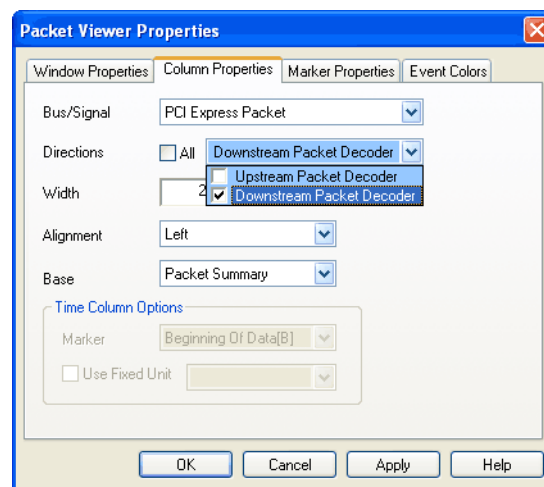 Packet Viewer Properties
Window Properties Column Properties Marker Properties Event Colors
Bus/Signal PCI Express Packet
Directions All Downstream Packet Decoder
Upstream Packet Decoder
Width 2 Downstream Packet Decoder
Alignment Left
Base Packet Summary
Time Column Options
Marker Beginning Of Data[B]
Use Fixed Unit
OK Cancel Apply Help